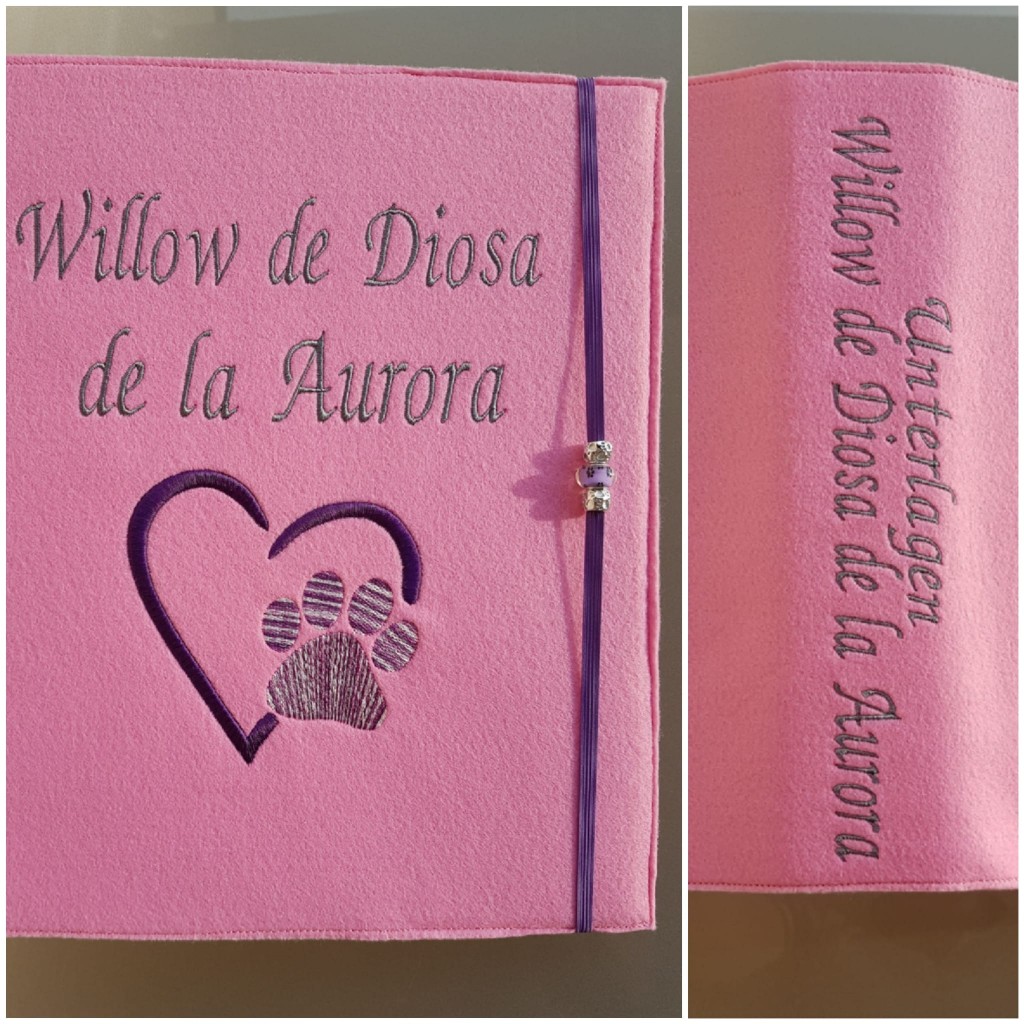 Willow de Diosa
de la Aurora
Unterlagen
Willow de Diosa de la Aurora